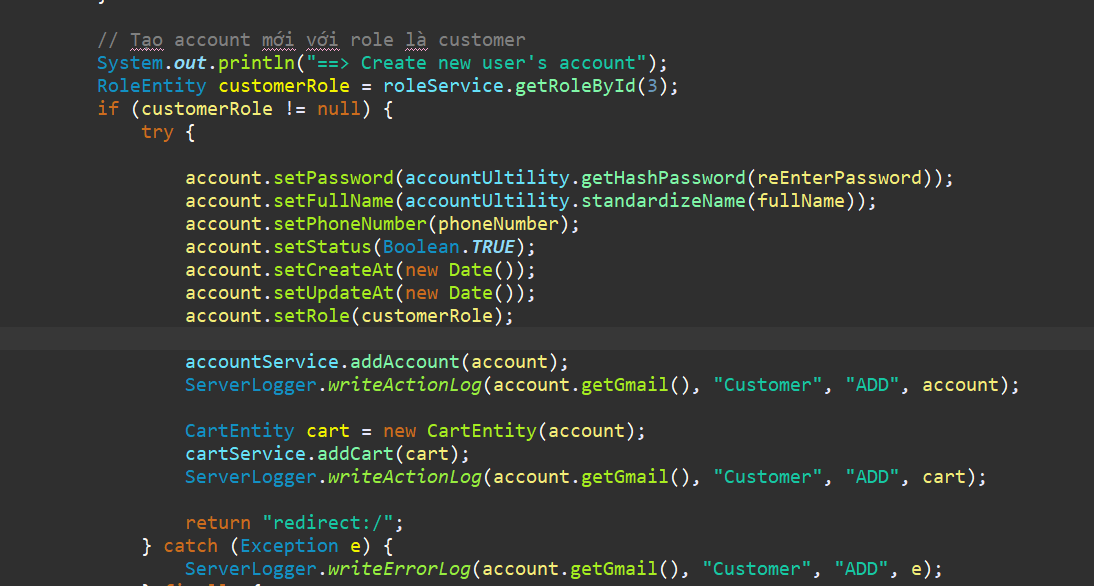 // Tạo account mới với role là customer
System.out.println("==> Create new user's account");
RoleEntity customerRole = roleService.getRoleById(3);
if (customerRole != null) {
try {
account.setPassword(accountUltility.getHashPassword(reEnterPassword));
account.setFullName(accountUltility.standardizeName(fullName));
account.setPhoneNumber(phoneNumber);
account.setStatus(Boolean.TRUE);
account.setCreateAt(new Date());
account.setUpdateAt(new Date());
account.setRole(customerRole);
accountService.addAccount(account);
ServerLogger.writeActionLog(account.getGmail(), "Customer", "ADD", account);
CartEntity cart = new CartEntity(account);
cartService.addCart(cart);
ServerLogger.writeActionLog(account.getGmail(), "Customer", "ADD", cart);
return "redirect:/";
} catch (Exception e) {
ServerLogger.writeErrorLog(account.getGmail(), "Customer", "ADD", e);